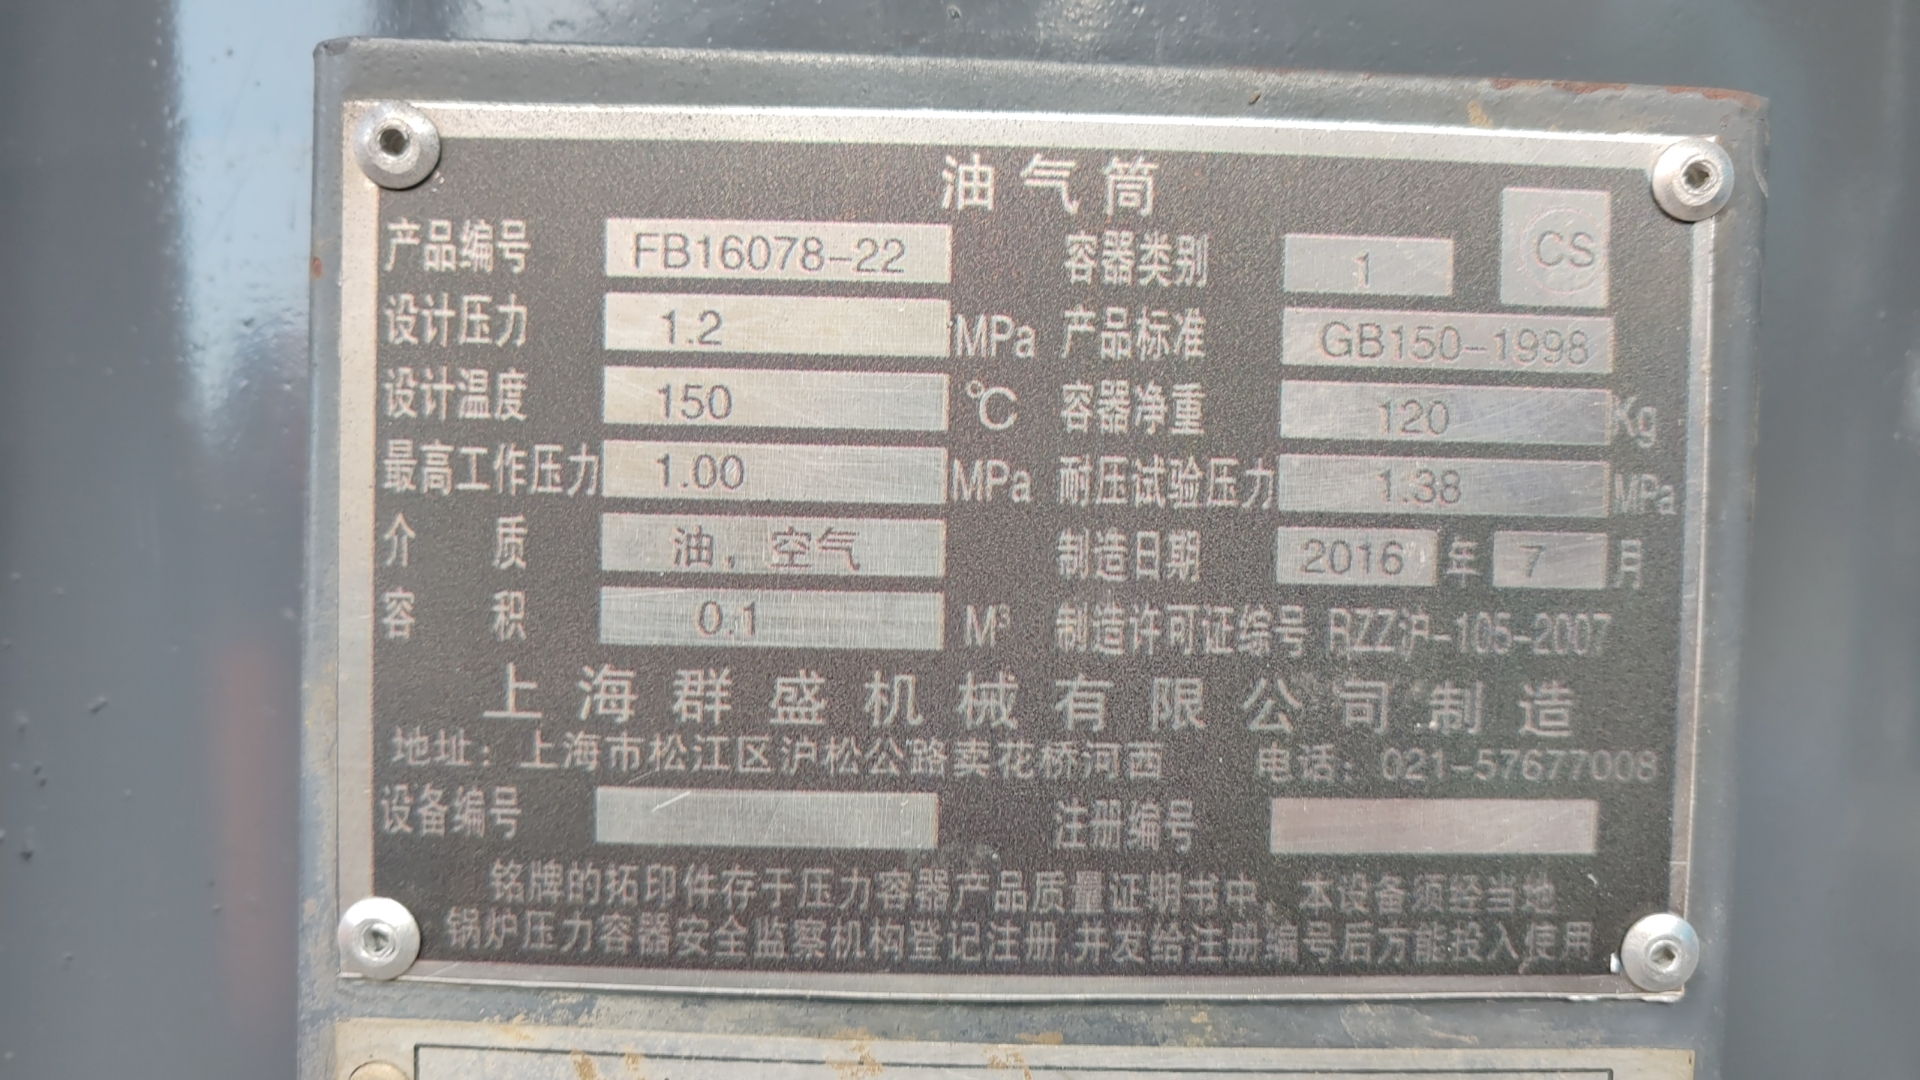 油气筒
CS
产品编号 FB16078-22 容器类别 1
设计压力 1.2 MPa 产品标准 GB150-1998
设计温度 150 ℃ 容器净重 120 Kg
最高工作压力 1.00 MPa 耐压试验压力 1.38 MPa
介质 油，空气 制造日期 2016 年 7 月
容积 0.1 M³ 制造许可证编号 RZZ沪-105-2007
上海群盛机械有限公司制造
地址：上海市松江区沪松公路卖花桥河西 电话：021-57677008
设备编号 注册编号
铭牌的拓印件存于压力容器产品质量证明书中。本设备须经当地
锅炉压力容器安全监察机构登记注册,并发给注册编号后方能投入使用